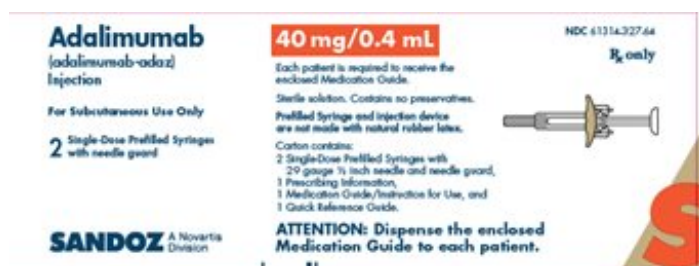 Adalimumab
(adalimumab-adaz)
Injection
For Subcutaneous Use Only
2 Single-Dose Prefilled Syringes
with needle guard
SANDOZ A Novartis
Division
40 mg/0.4 mL
Each patient is required to receive the
enclosed Medication Guide.
Sterile solution. Contains no preservatives.
Prefilled Syringe and injection device
are not made with natural rubber latex.
Carton contains:
2 Single-Dose Prefilled Syringes with
29 gauge ½ inch needle and needle guard,
1 Prescribing Information,
1 Medication Guide/Instruction for Use, and
1 Quick Reference Guide.
ATTENTION: Dispense the enclosed
Medication Guide to each patient.
NDC 61314-327-64
Rx only
S